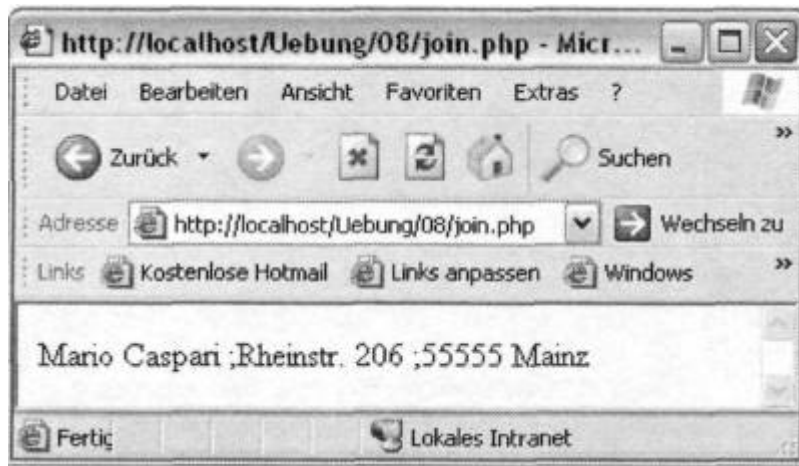 http://localhost/Uebung/08/join.php - Micr...
Datei Bearbeiten Ansicht Favoriten Extras ?
Zurück Suchen »
Adresse http://localhost/Uebung/08/join.php Wechseln zu
Links Kostenlose Hotmail Links anpassen Windows »
Mario Caspari ;Rheinstr. 206 ;55555 Mainz
Fertig Lokales Intranet